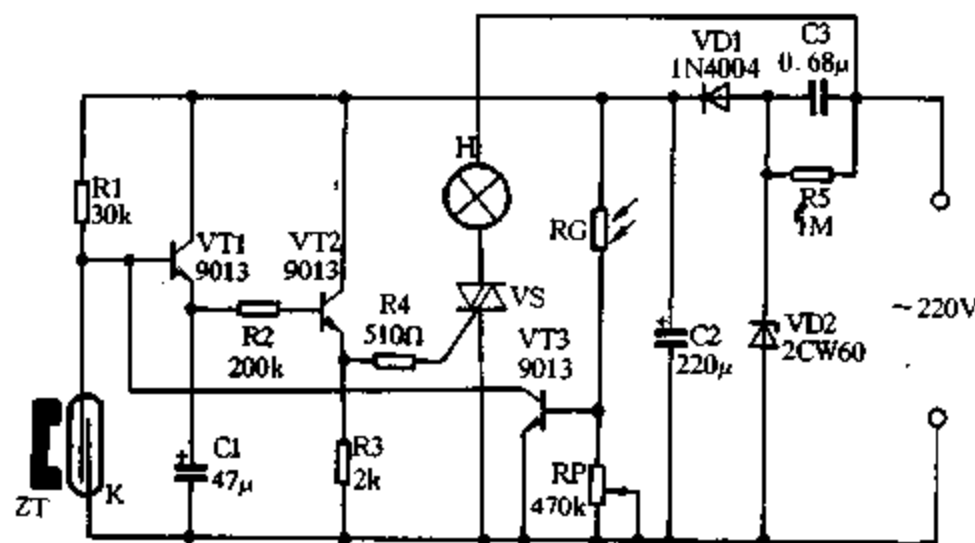 C3
0.68μ
VD1
1N4004
H
R1
30k
RG
R5
1M
VT1
9013
VT2
9013
VS
~220V
R4
510Ω
R2
200k
VT3
9013
C2
220μ
VD2
2CW60
C1
47μ
R3
2k
RP
470k
ZT
K